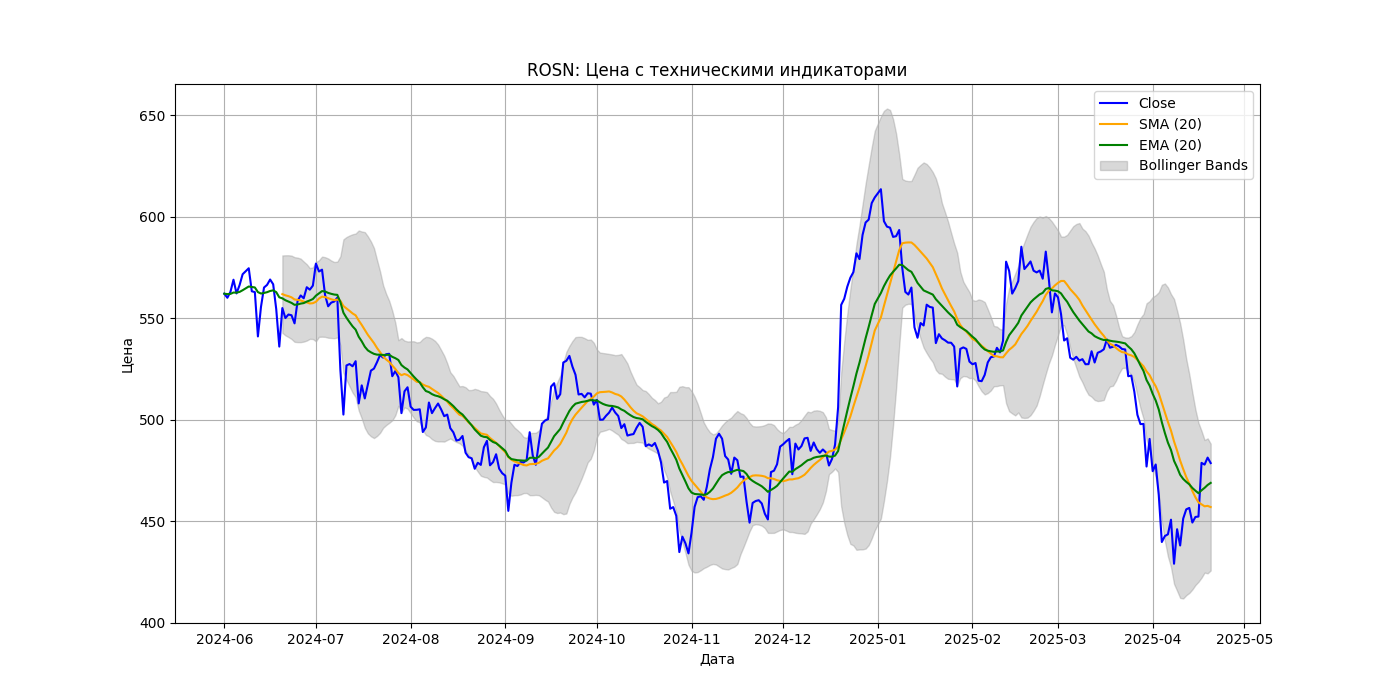 ROSN: Цена с техническими индикаторами
Close
SMA (20)
EMA (20)
Bollinger Bands
Цена
650
600
550
500
450
400
2024-06 2024-07 2024-08 2024-09 2024-10 2024-11 2024-12 2025-01 2025-02 2025-03 2025-04 2025-05
Дата